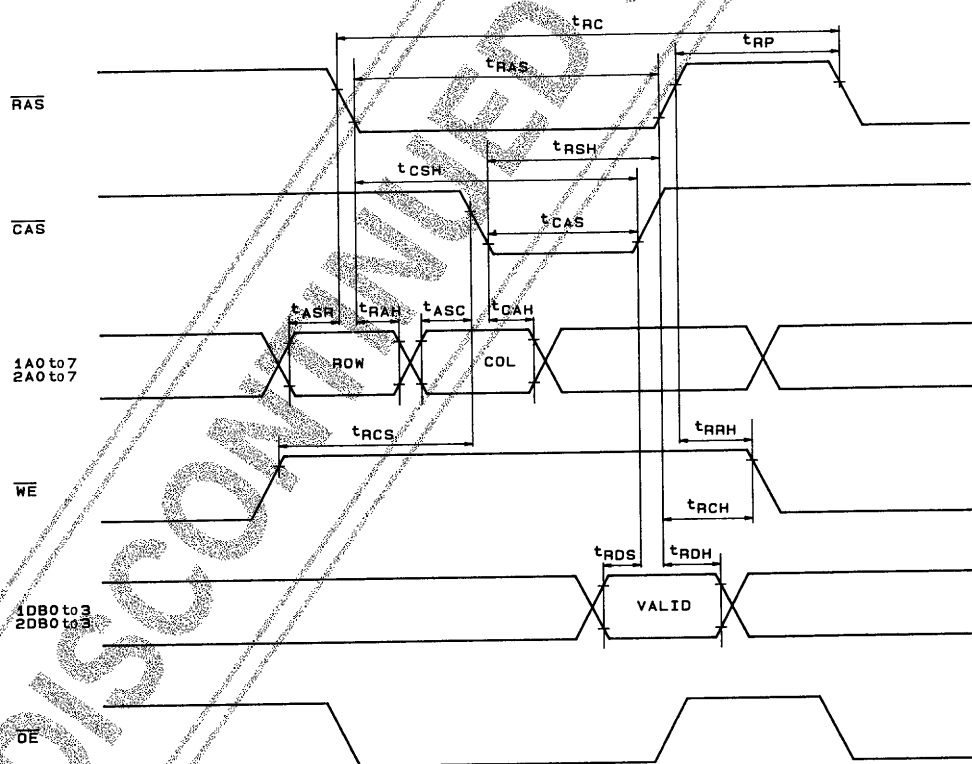 tRC
tRP
tRAS
RAS
tRSH
tCSH
CAS
tCAS
tASR tRAH tASC tCAH
1A0 to 7
2A0 to 7
ROW COL
tRCS tRRH
WE
tRCH
tRDS tRDH
1DB0 to 3
2DB0 to 3
VALID
OE
DISCONTINUED